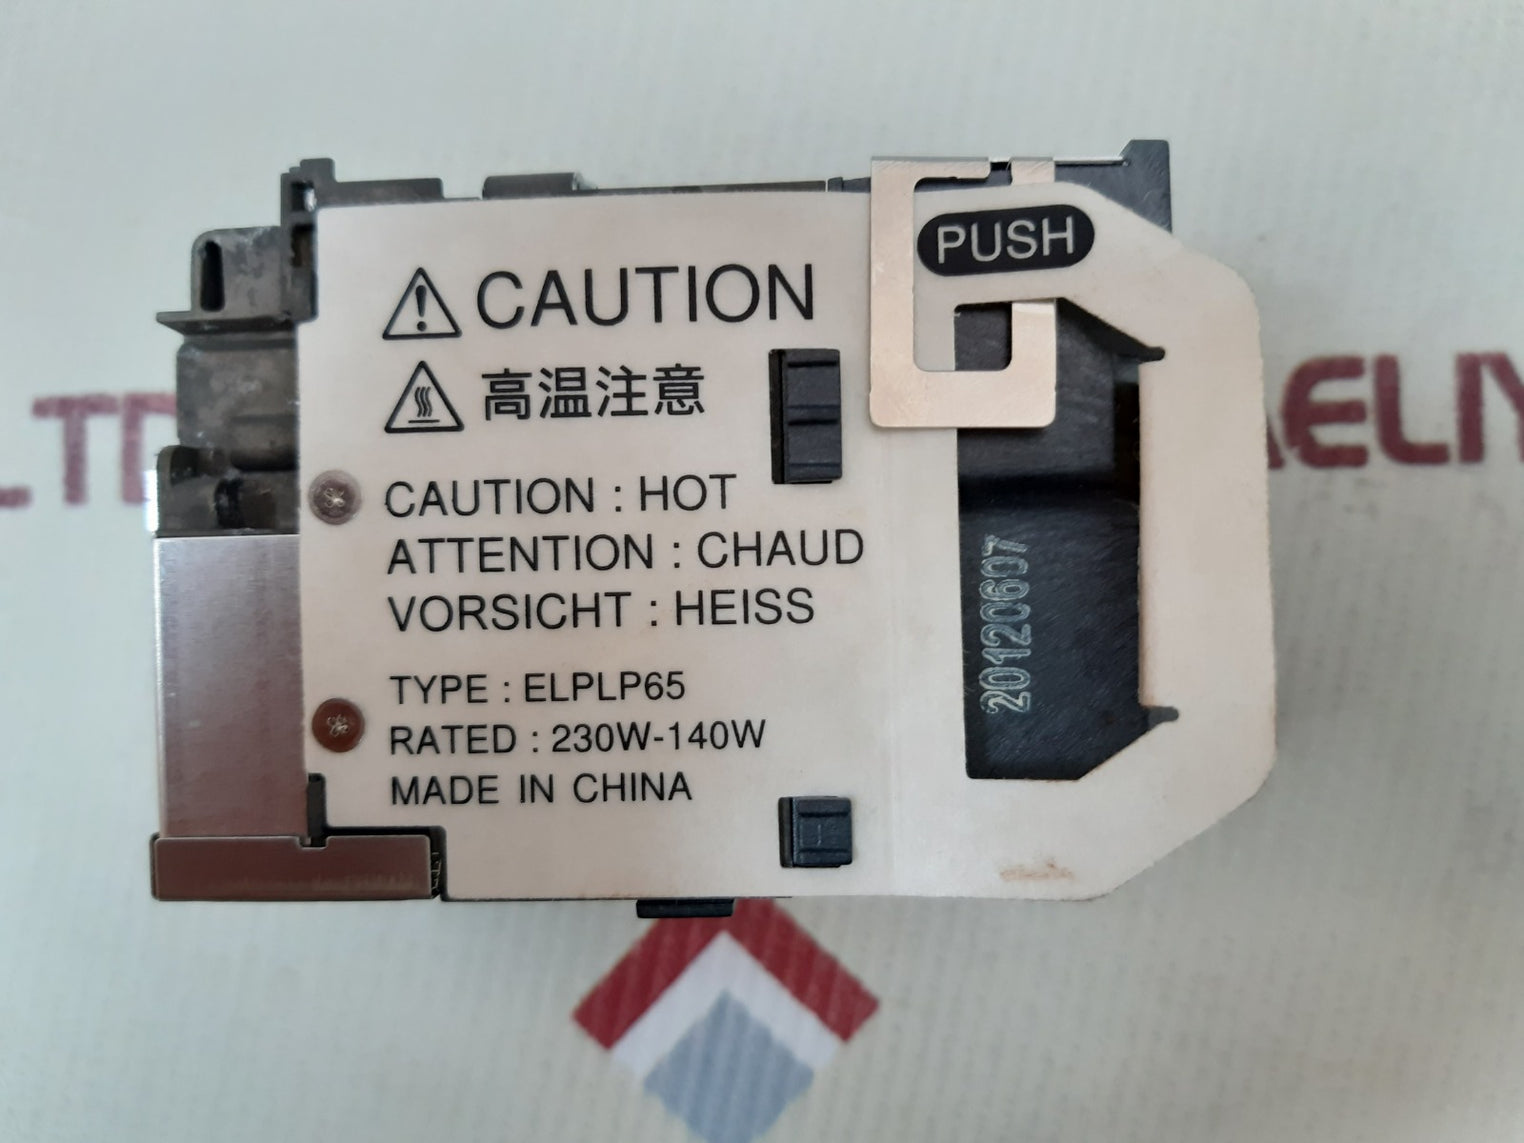 PUSH
CAUTION
高温注意
CAUTION : HOT
ATTENTION : CHAUD
VORSICHT : HEISS
TYPE : ELPLP65
RATED : 230W-140W
MADE IN CHINA
20120607